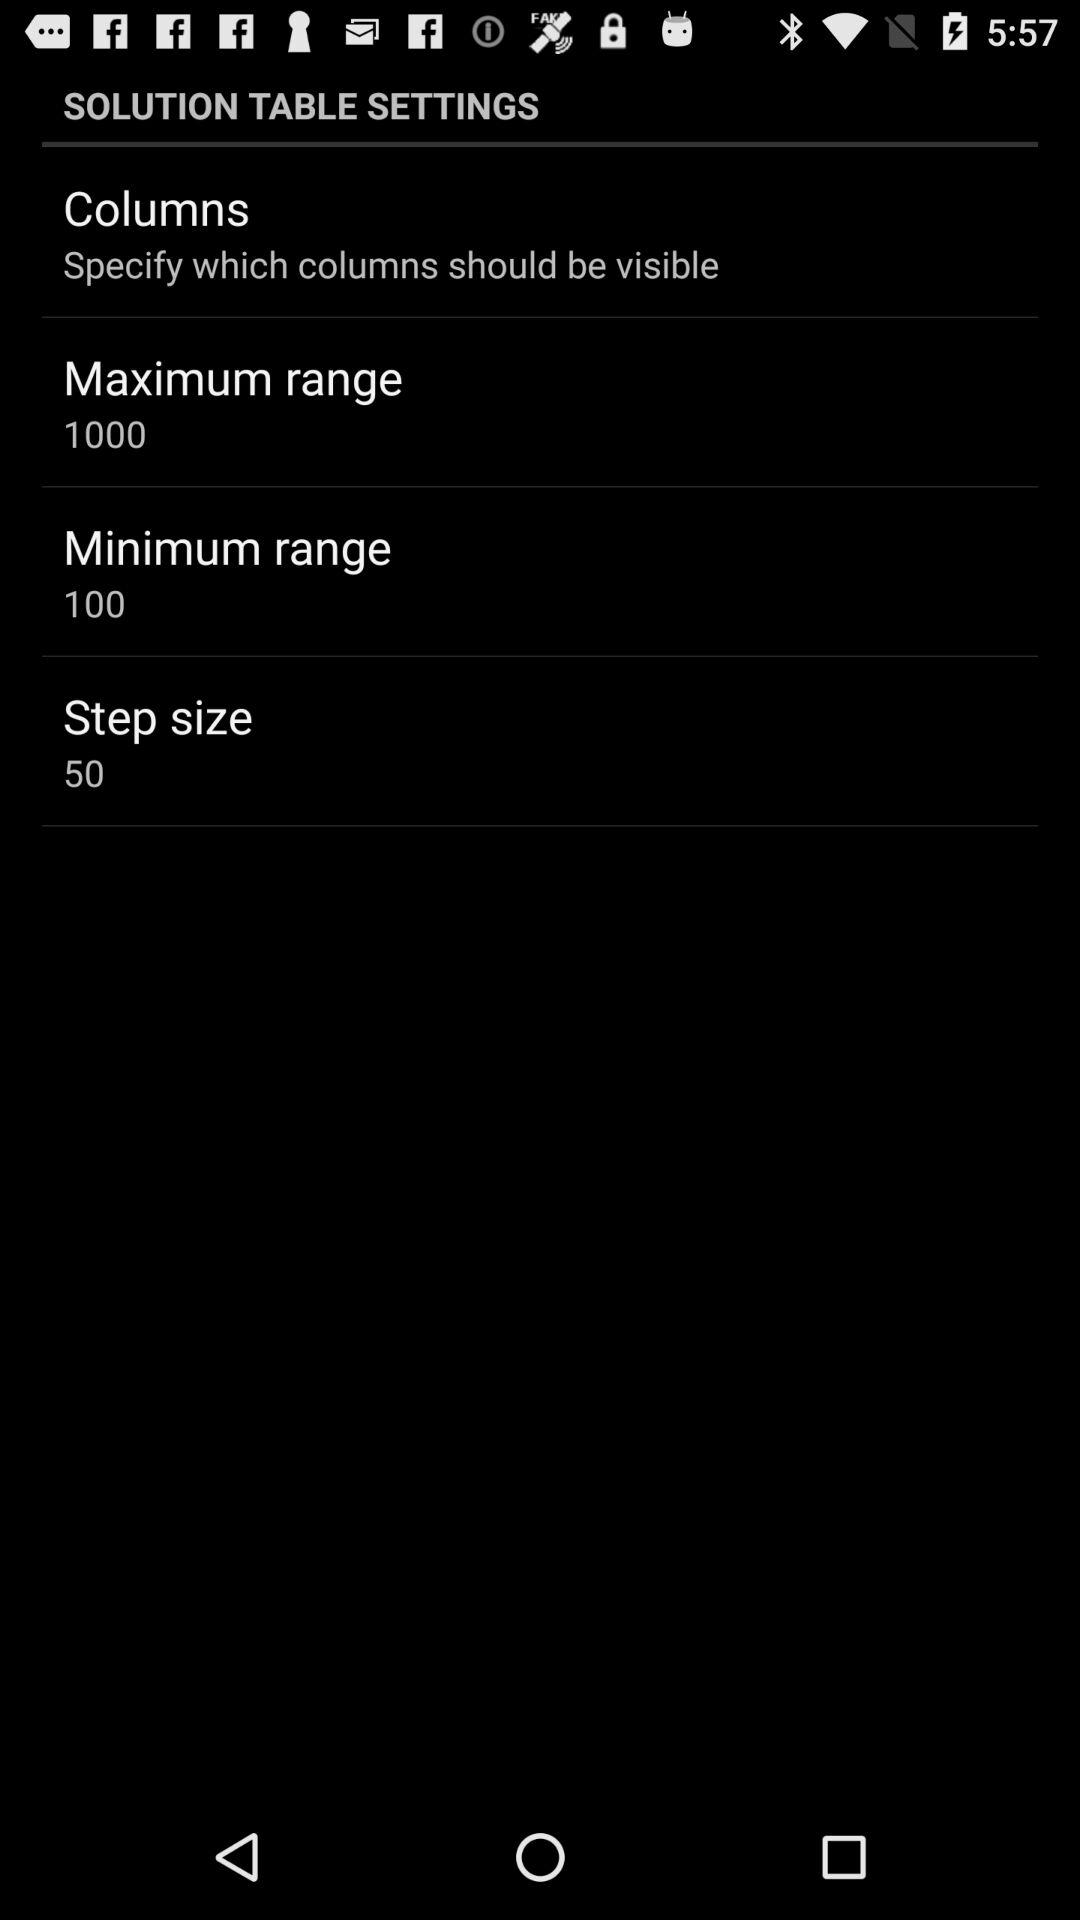 FAKE
5:57
SOLUTION TABLE SETTINGS
Columns
Specify which columns should be visible
Maximum range
1000
Minimum range
100
Step size
50